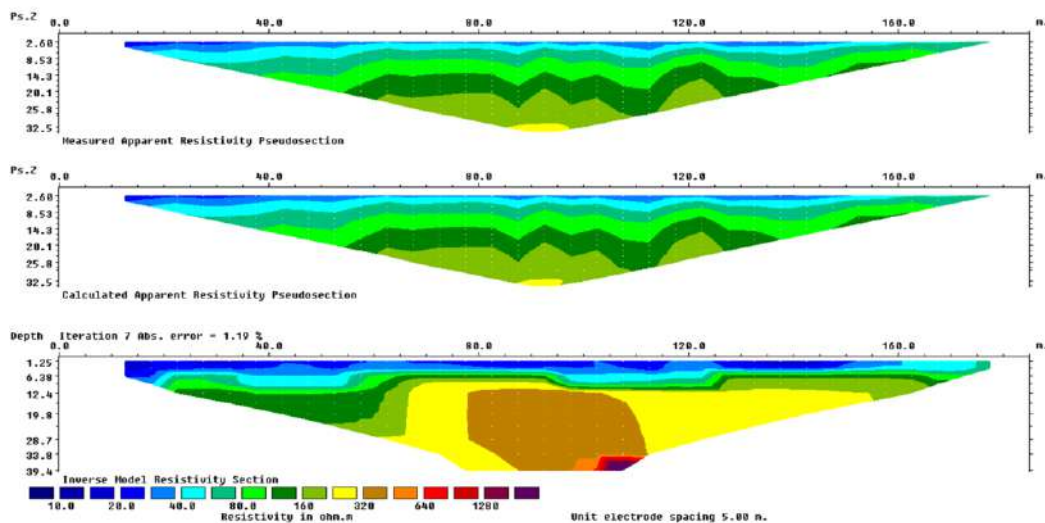 Ps.Z 0.0 40.0 80.0 120.0 160.0 m.
2.60
8.53
14.3
20.1
25.8
32.5
Measured Apparent Resistivity Pseudosection
Ps.Z 0.0 40.0 80.0 120.0 160.0 m.
2.60
8.53
14.3
20.1
25.8
32.5
Calculated Apparent Resistivity Pseudosection
Depth Iteration 7 Abs. error = 1.19 %
0.0 40.0 80.0 120.0 160.0 m.
1.25
6.38
12.4
19.8
28.7
33.8
39.4
Inverse Model Resistivity Section
10.0 20.0 40.0 80.0 160 320 640 1280
Resistivity in ohm.m Unit electrode spacing 5.00 m.